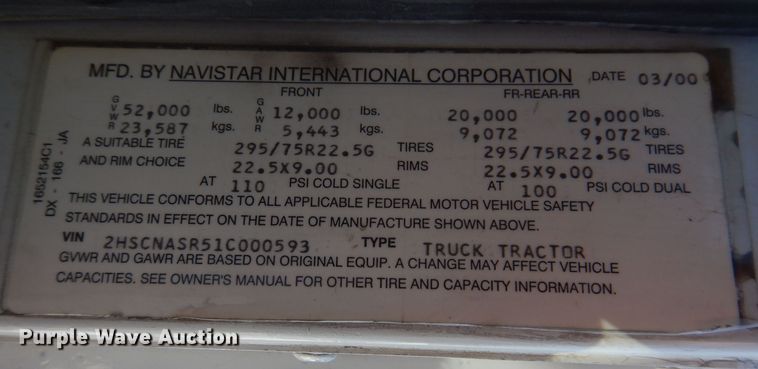 MFD. BY NAVISTAR INTERNATIONAL CORPORATION DATE 03/00
FRONT FR-REAR-RR
GVWR 52,000 lbs. GAWR 12,000 lbs. 20,000 20,000 lbs.
23,587 kgs. 5,443 kgs. 9,072 9,072 kgs.
A SUITABLE TIRE 295/75R22.5G TIRES 295/75R22.5G TIRES
AND RIM CHOICE 22.5X9.00 RIMS 22.5X9.00 RIMS
AT 110 PSI COLD SINGLE AT 100 PSI COLD DUAL
THIS VEHICLE CONFORMS TO ALL APPLICABLE FEDERAL MOTOR VEHICLE SAFETY
STANDARDS IN EFFECT ON THE DATE OF MANUFACTURE SHOWN ABOVE.
VIN 2HSCNASR51C000593 TYPE TRUCK TRACTOR
GVWR AND GAWR ARE BASED ON ORIGINAL EQUIP. A CHANGE MAY AFFECT VEHICLE
CAPACITIES. SEE OWNER'S MANUAL FOR OTHER TIRE AND CAPACITY INFORMATION.
1652154C1
DX - 166 - JA
Purple Wave Auction